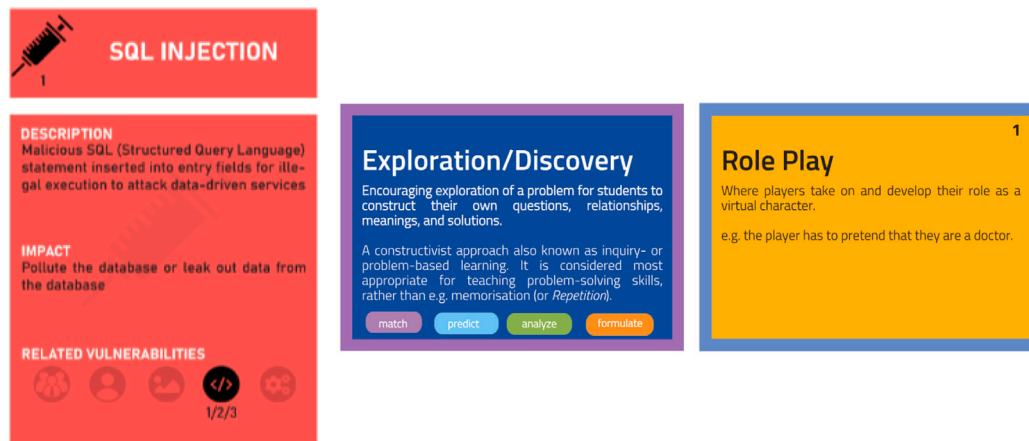 SQL INJECTION
1
DESCRIPTION
Malicious SQL (Structured Query Language)
statement inserted into entry fields for ille-
gal execution to attack data-driven services
IMPACT
Pollute the database or leak out data from
the database
RELATED VULNERABILITIES
</>
1/2/3
Exploration/Discovery
Encouraging exploration of a problem for students to
construct their own questions, relationships,
meanings, and solutions.
A constructivist approach also known as inquiry- or
problem-based learning. It is considered most
appropriate for teaching problem-solving skills,
rather than e.g. memorisation (or Repetition).
match
predict
analyze
formulate
1
Role Play
Where players take on and develop their role as a
virtual character.
e.g. the player has to pretend that they are a doctor.